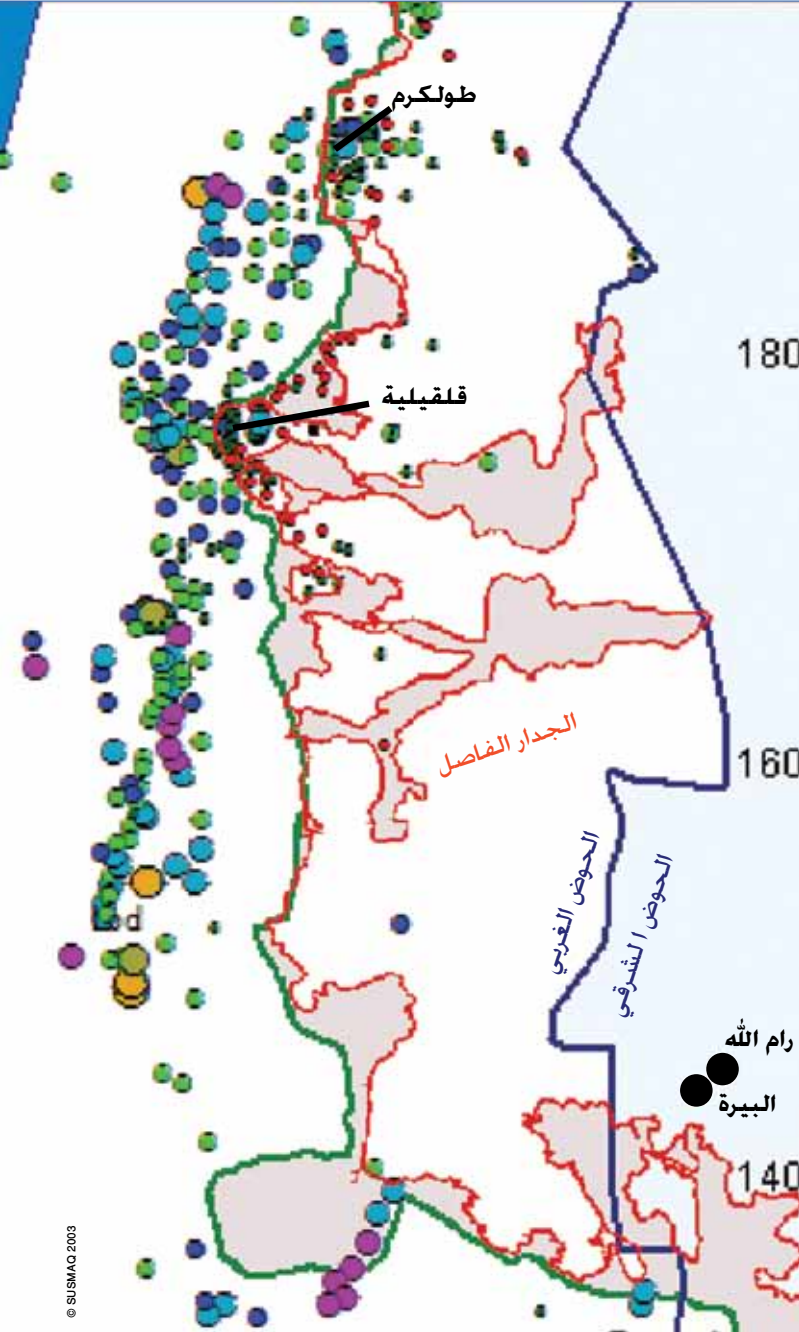 طولكرم
180
قلقيلية
الجدار الفاصل
160
الحوض الغربي
الحوض الشرقي
رام الله
البيرة
140
© SUSMAQ 2003